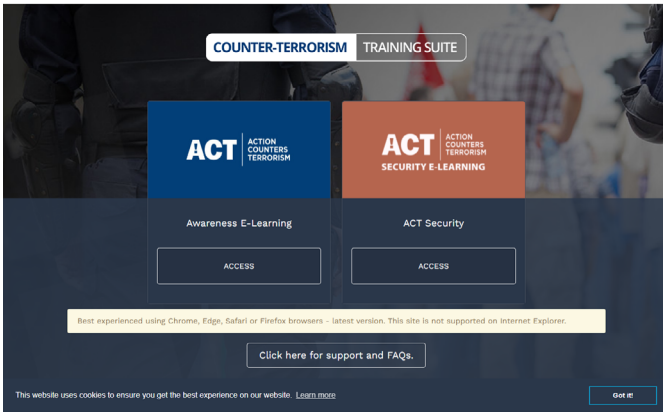 COUNTER-TERRORISM TRAINING SUITE
ACT ACTION
COUNTERS
TERRORISM
ACT ACTION
COUNTERS
TERRORISM
SECURITY E-LEARNING
Awareness E-Learning
ACT Security
ACCESS
ACCESS
Best experienced using Chrome, Edge, Safari or Firefox browsers – latest version. This site is not supported on Internet Explorer.
Click here for support and FAQs.
This website uses cookies to ensure you get the best experience on our website. Learn more
Got it!